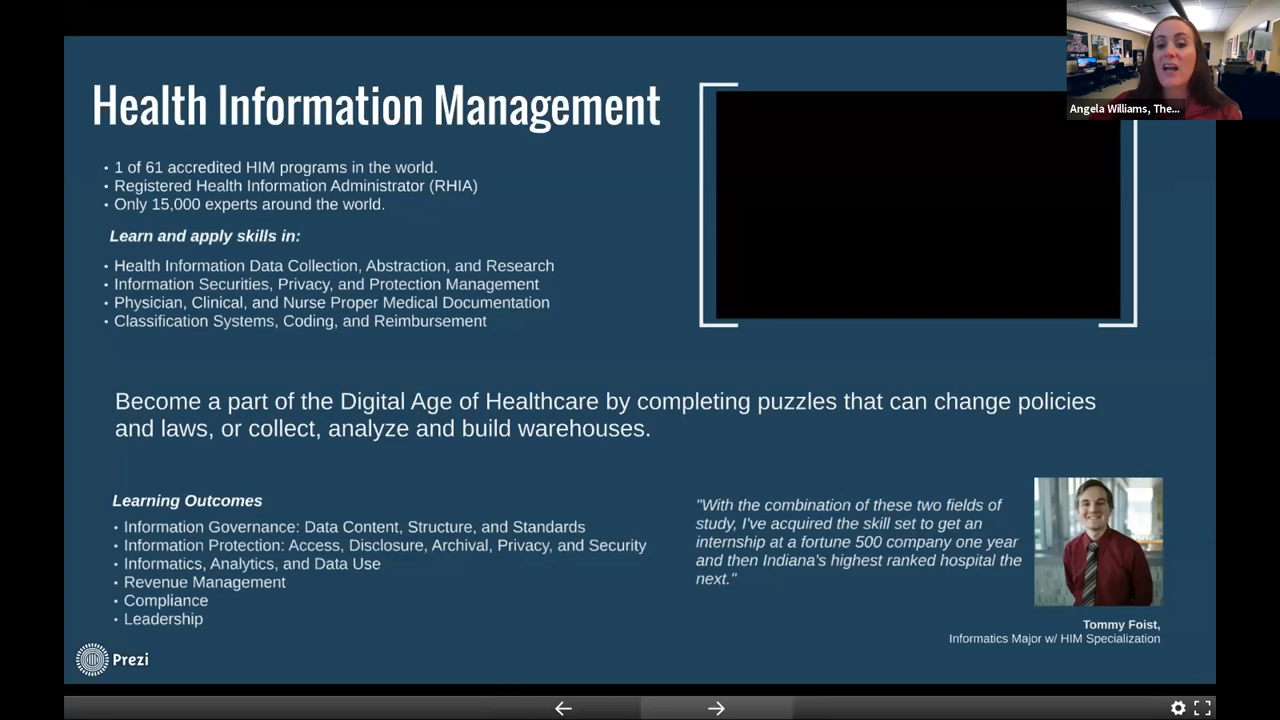 Angela Williams, The...
Health Information Management
• 1 of 61 accredited HIM programs in the world.
• Registered Health Information Administrator (RHIA)
• Only 15,000 experts around the world.
Learn and apply skills in:
• Health Information Data Collection, Abstraction, and Research
• Information Securities, Privacy, and Protection Management
• Physician, Clinical, and Nurse Proper Medical Documentation
• Classification Systems, Coding, and Reimbursement
Become a part of the Digital Age of Healthcare by completing puzzles that can change policies
and laws, or collect, analyze and build warehouses.
Learning Outcomes
• Information Governance: Data Content, Structure, and Standards
• Information Protection: Access, Disclosure, Archival, Privacy, and Security
• Informatics, Analytics, and Data Use
• Revenue Management
• Compliance
• Leadership
"With the combination of these two fields of
study, I've acquired the skill set to get an
internship at a fortune 500 company one year
and then Indiana's highest ranked hospital the
next."
Tommy Foist,
Informatics Major w/ HIM Specialization
Prezi